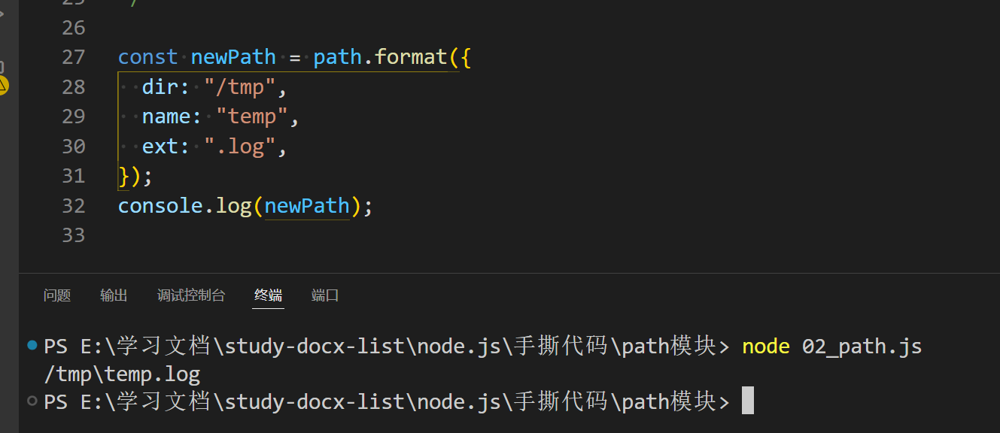 26
27 const newPath = path.format({
28 dir: "/tmp",
29 name: "temp",
30 ext: ".log",
31 });
32 console.log(newPath);
33
问题 输出 调试控制台 终端 端口
PS E:\学习文档\study-docx-list\node.js\手撕代码\path模块> node 02_path.js
/tmp\temp.log
PS E:\学习文档\study-docx-list\node.js\手撕代码\path模块>